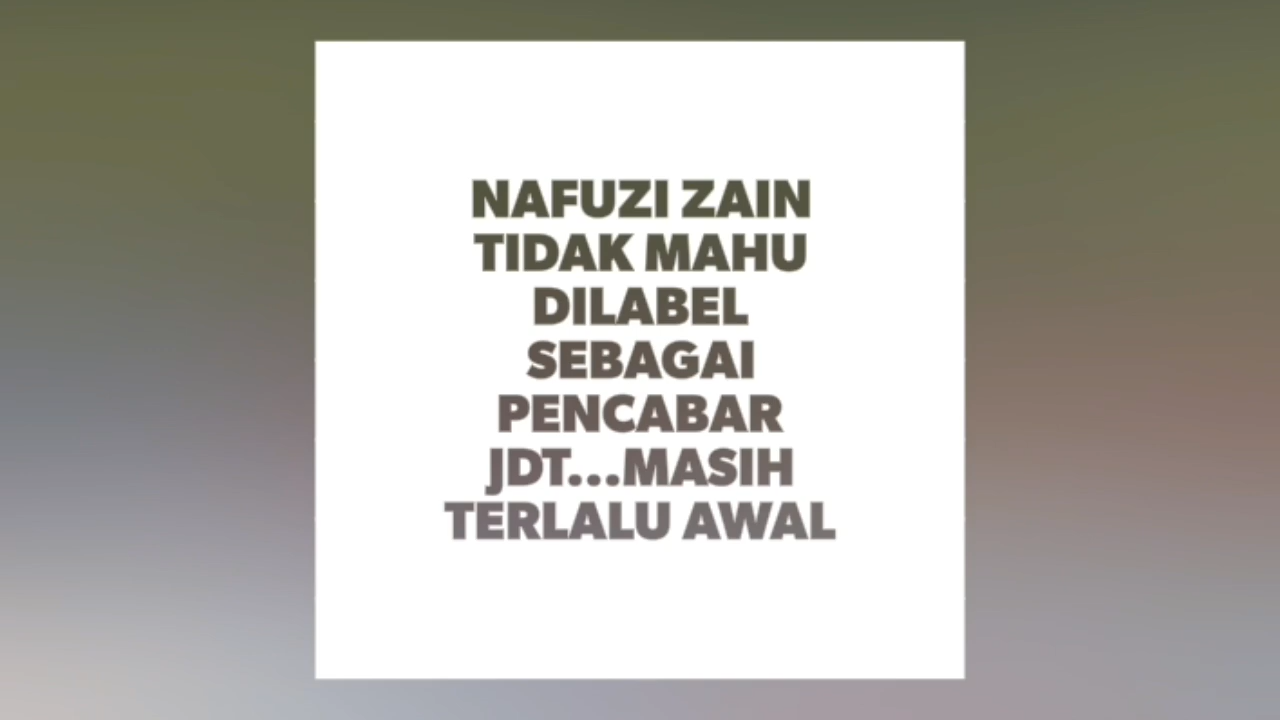 NAFUZI ZAIN
TIDAK MAHU
DILABEL
SEBAGAI
PENCABAR
JDT...MASIH
TERLALU AWAL